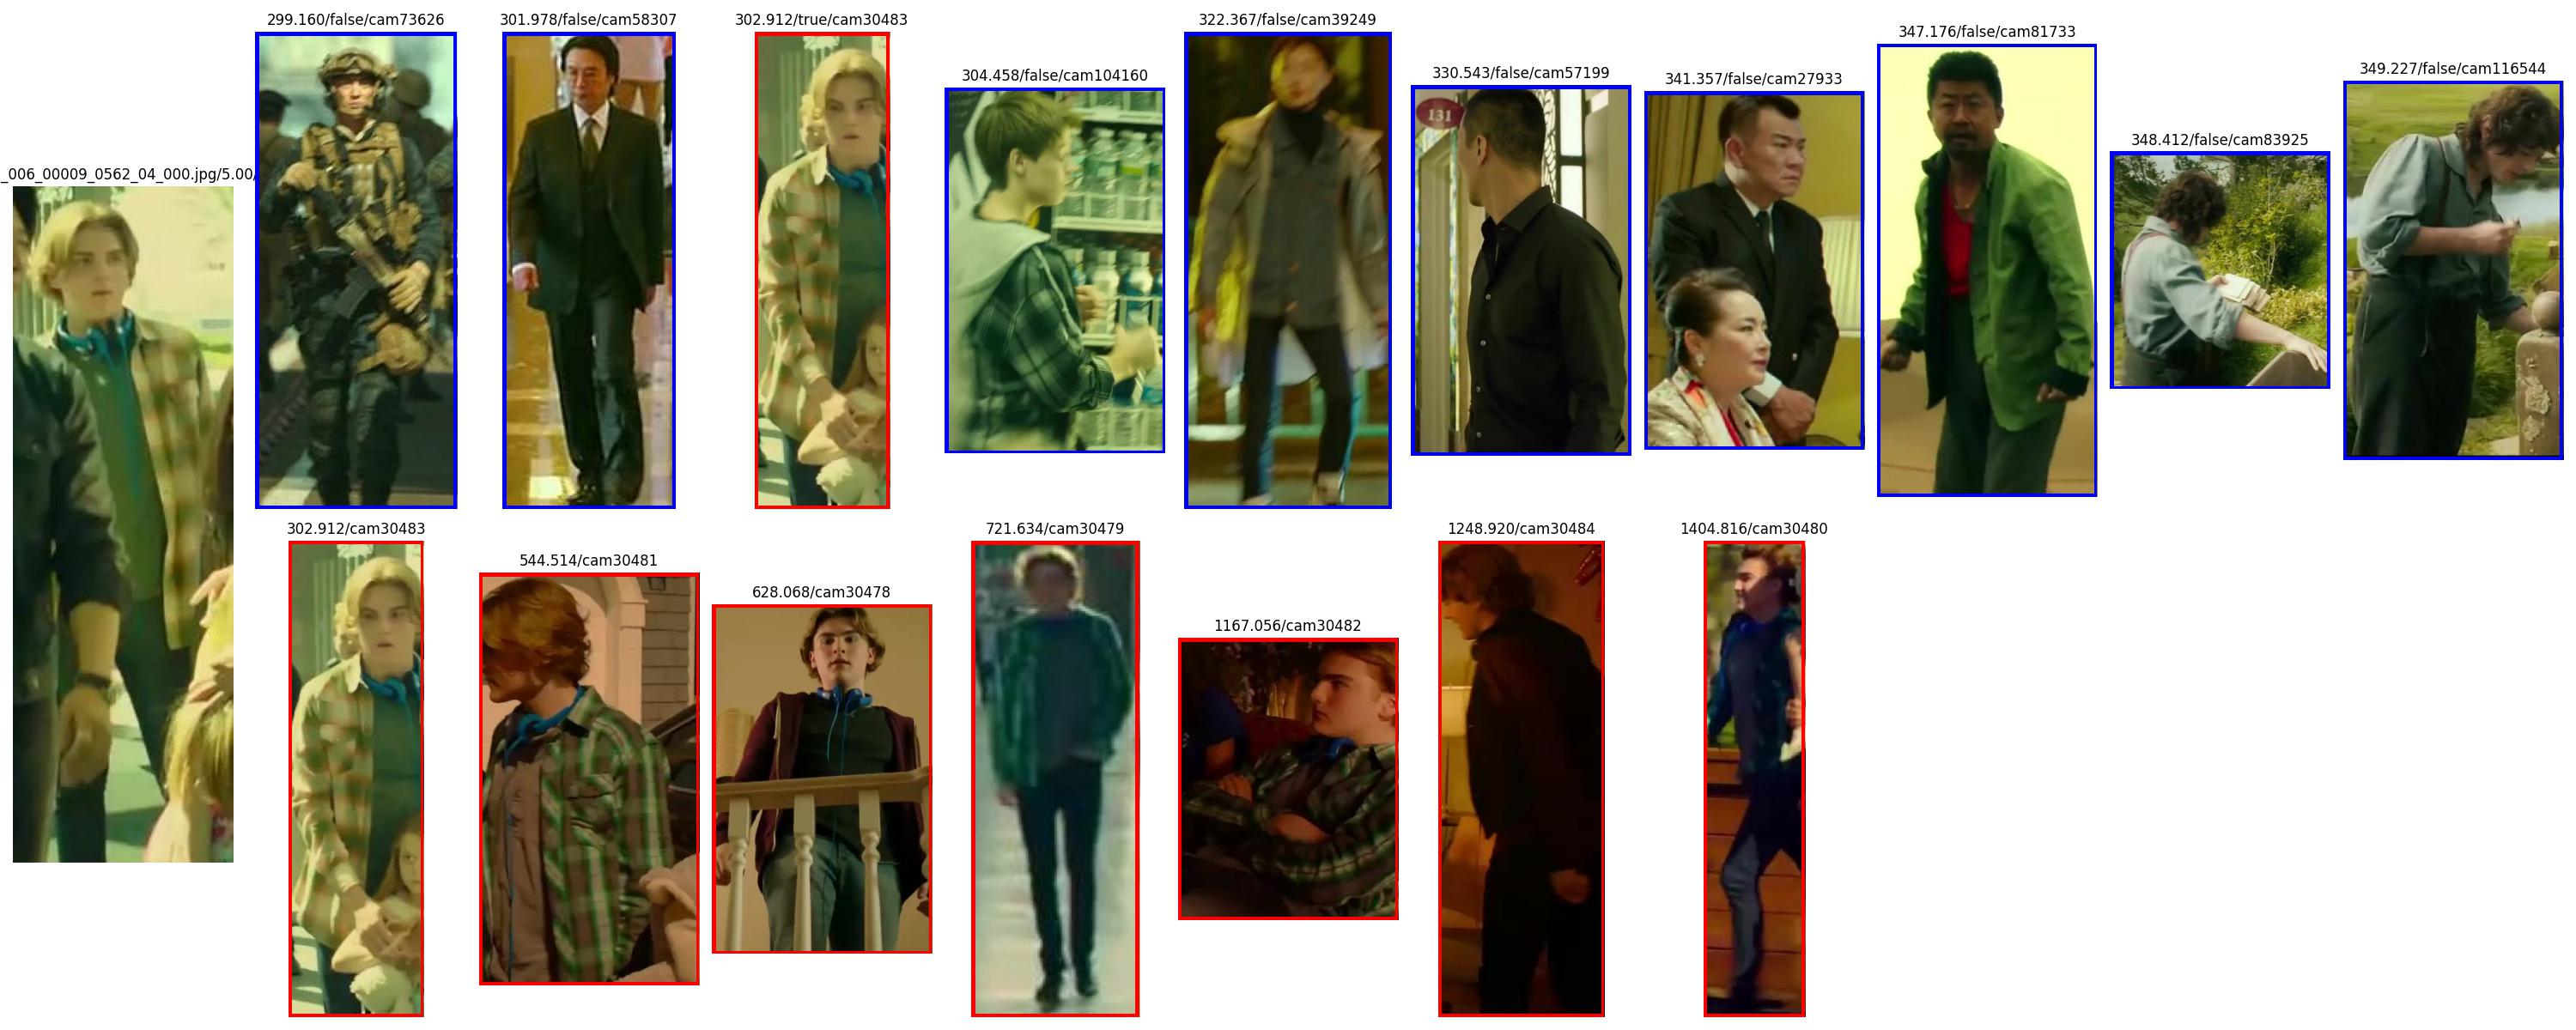 299.160/false/cam73626
301.978/false/cam58307
302.912/true/cam30483
304.458/false/cam104160
322.367/false/cam39249
330.543/false/cam57199
341.357/false/cam27933
347.176/false/cam81733
348.412/false/cam83925
349.227/false/cam116544
_006_00009_0562_04_000.jpg/5.00/
131
302.912/cam30483
544.514/cam30481
628.068/cam30478
721.634/cam30479
1167.056/cam30482
1248.920/cam30484
1404.816/cam30480